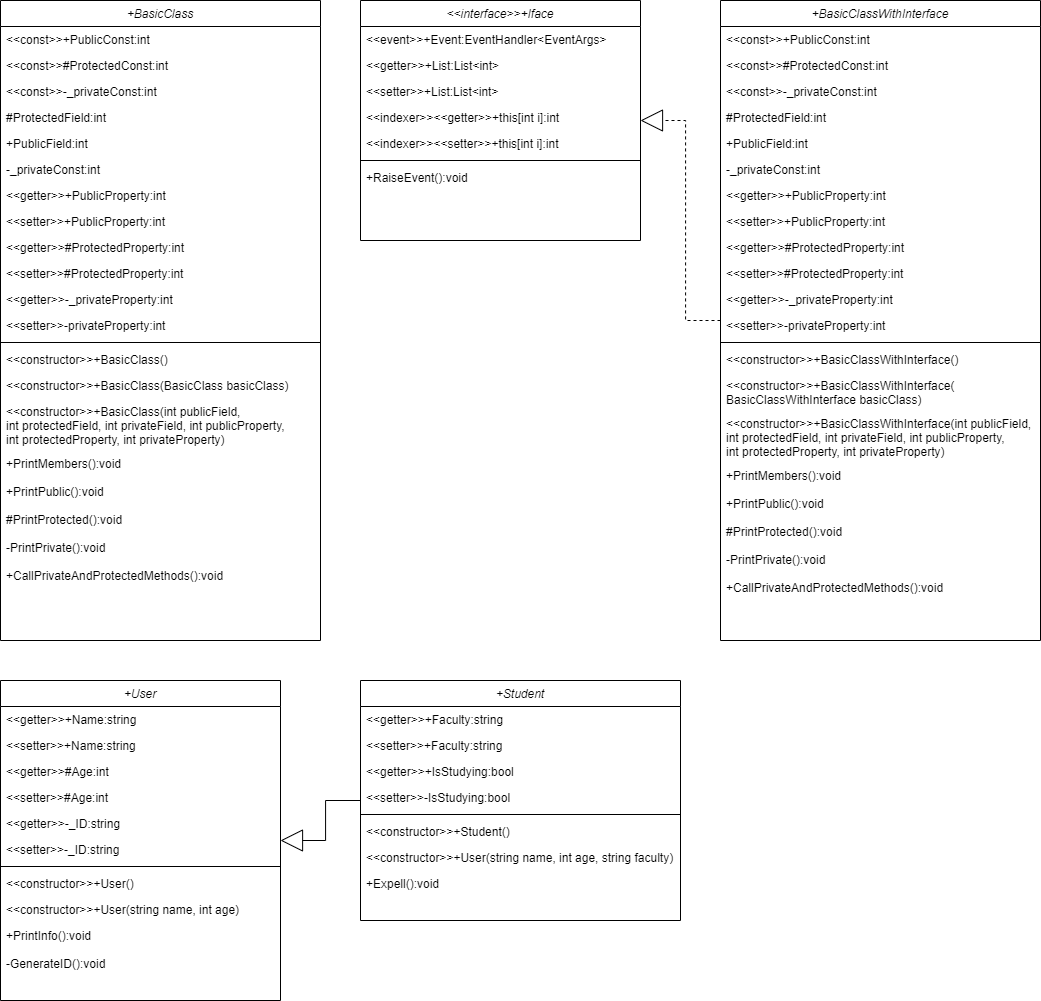 +BasicClass
<<const>>+PublicConst:int
<<const>>#ProtectedConst:int
<<const>>-_privateConst:int
#ProtectedField:int
+PublicField:int
-_privateConst:int
<<getter>>+PublicProperty:int
<<setter>>+PublicProperty:int
<<getter>>#ProtectedProperty:int
<<setter>>#ProtectedProperty:int
<<getter>>-_privateProperty:int
<<setter>>-privateProperty:int
<<constructor>>+BasicClass()
<<constructor>>+BasicClass(BasicClass basicClass)
<<constructor>>+BasicClass(int publicField,
int protectedField, int privateField, int publicProperty,
int protectedProperty, int privateProperty)
+PrintMembers():void
+PrintPublic():void
#PrintProtected():void
-PrintPrivate():void
+CallPrivateAndProtectedMethods():void
<<interface>>+Iface
<<event>>+Event:EventHandler<EventArgs>
<<getter>>+List:List<int>
<<setter>>+List:List<int>
<<indexer>><<getter>>+this[int i]:int
<<indexer>><<setter>>+this[int i]:int
+RaiseEvent():void
+BasicClassWithInterface
<<const>>+PublicConst:int
<<const>>#ProtectedConst:int
<<const>>-_privateConst:int
#ProtectedField:int
+PublicField:int
-_privateConst:int
<<getter>>+PublicProperty:int
<<setter>>+PublicProperty:int
<<getter>>#ProtectedProperty:int
<<setter>>#ProtectedProperty:int
<<getter>>-_privateProperty:int
<<setter>>-privateProperty:int
<<constructor>>+BasicClassWithInterface()
<<constructor>>+BasicClassWithInterface(
BasicClassWithInterface basicClass)
<<constructor>>+BasicClassWithInterface(int publicField,
int protectedField, int privateField, int publicProperty,
int protectedProperty, int privateProperty)
+PrintMembers():void
+PrintPublic():void
#PrintProtected():void
-PrintPrivate():void
+CallPrivateAndProtectedMethods():void
+User
<<getter>>+Name:string
<<setter>>+Name:string
<<getter>>#Age:int
<<setter>>#Age:int
<<getter>>-_ID:string
<<setter>>-_ID:string
<<constructor>>+User()
<<constructor>>+User(string name, int age)
+PrintInfo():void
-GenerateID():void
+Student
<<getter>>+Faculty:string
<<setter>>+Faculty:string
<<getter>>+IsStudying:bool
<<setter>>-IsStudying:bool
<<constructor>>+Student()
<<constructor>>+User(string name, int age, string faculty)
+Expell():void